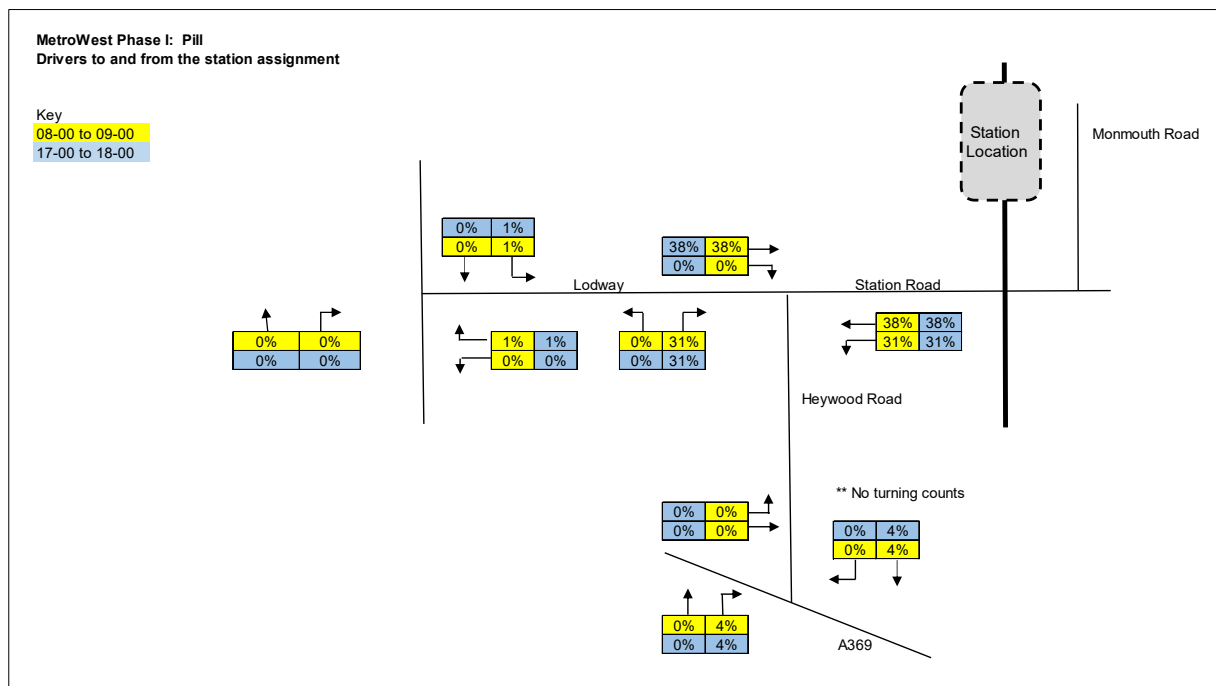 MetroWest Phase I: Pill
Drivers to and from the station assignment
Key
08-00 to 09-00
17-00 to 18-00
Station
Location
Monmouth Road
0% 1%
0% 1%
38% 38%
0% 0%
Lodway
Station Road
0% 0%
0% 0%
1% 1%
0% 0%
0% 31%
0% 31%
38% 38%
31% 31%
Heywood Road
** No turning counts
0% 0%
0% 0%
0% 4%
0% 4%
0% 4%
0% 4%
A369